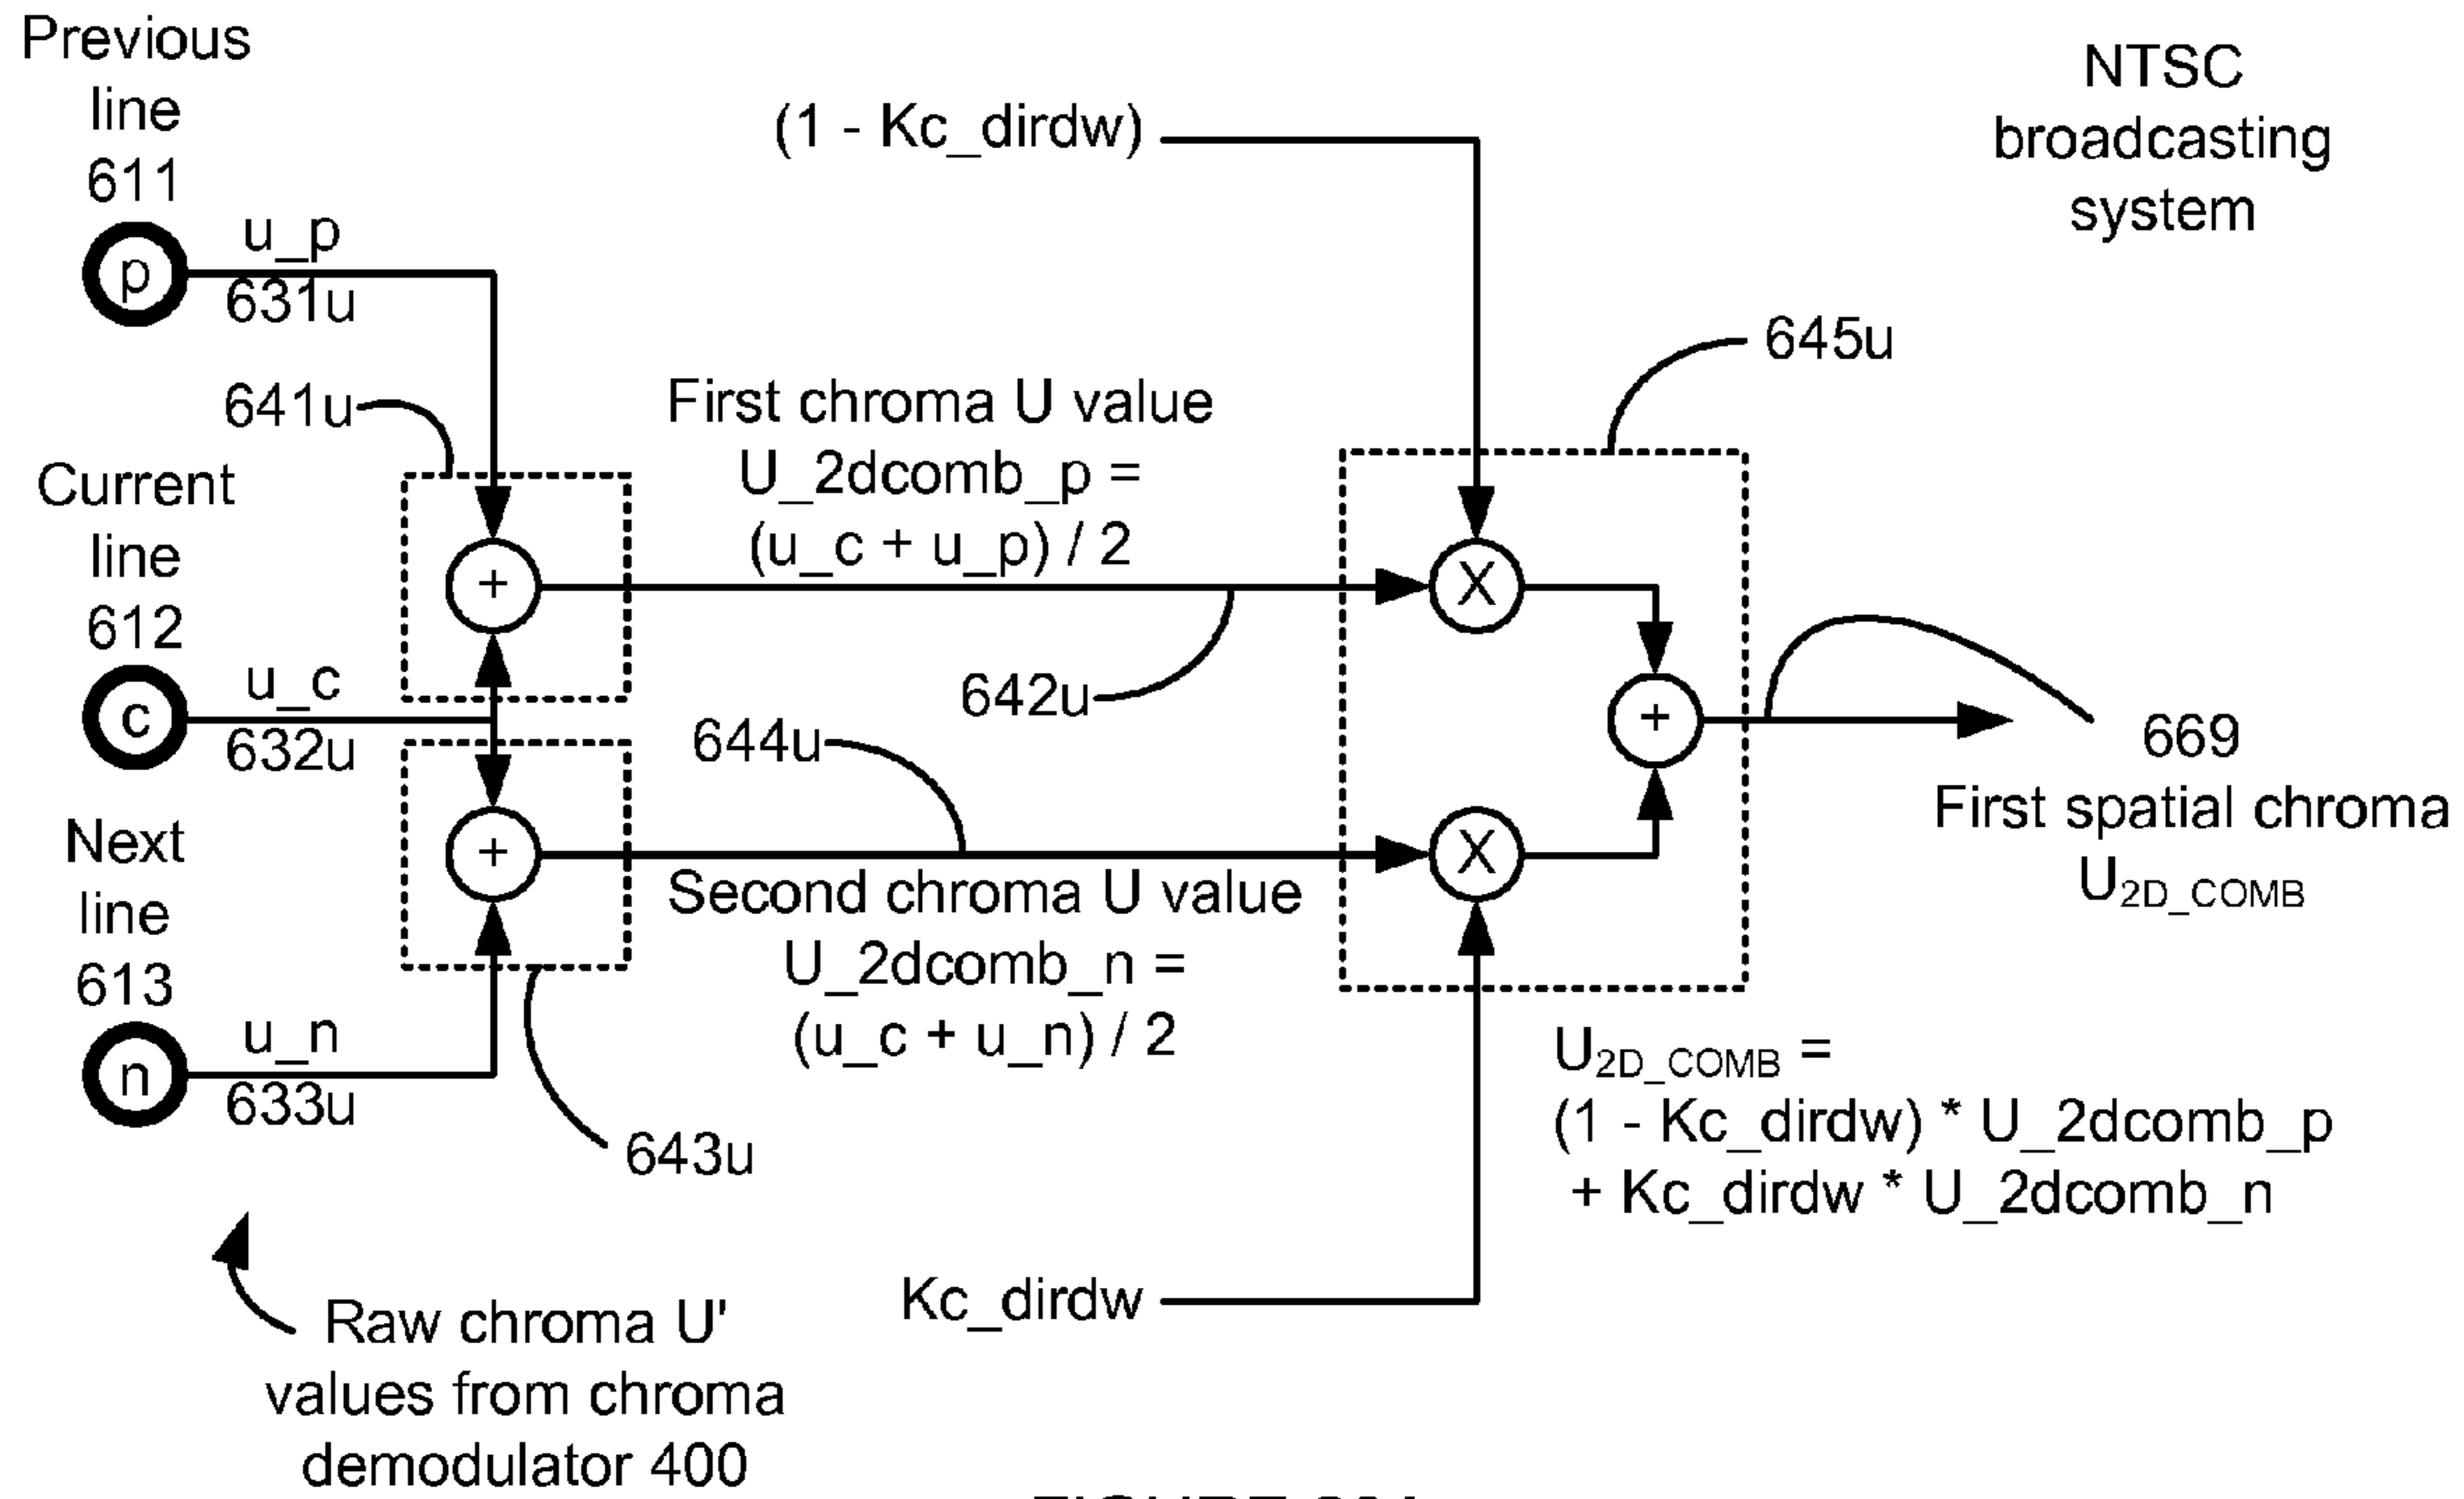 Previous
line
611
p
u_p
631u
(1 - Kc_dirdw)
NTSC
broadcasting
system
645u
641u
First chroma U value
U_2dcomb_p =
(u_c + u_p) / 2
Current
line
612
c
u_c
632u
+
X
642u
644u
+
669
First spatial chroma
U2D_COMB
Next
line
613
n
u_n
633u
+
X
Second chroma U value
U_2dcomb_n =
(u_c + u_n) / 2
643u
U2D_COMB =
(1 - Kc_dirdw) * U_2dcomb_p
+ Kc_dirdw * U_2dcomb_n
Kc_dirdw
Raw chroma U'
values from chroma
demodulator 400